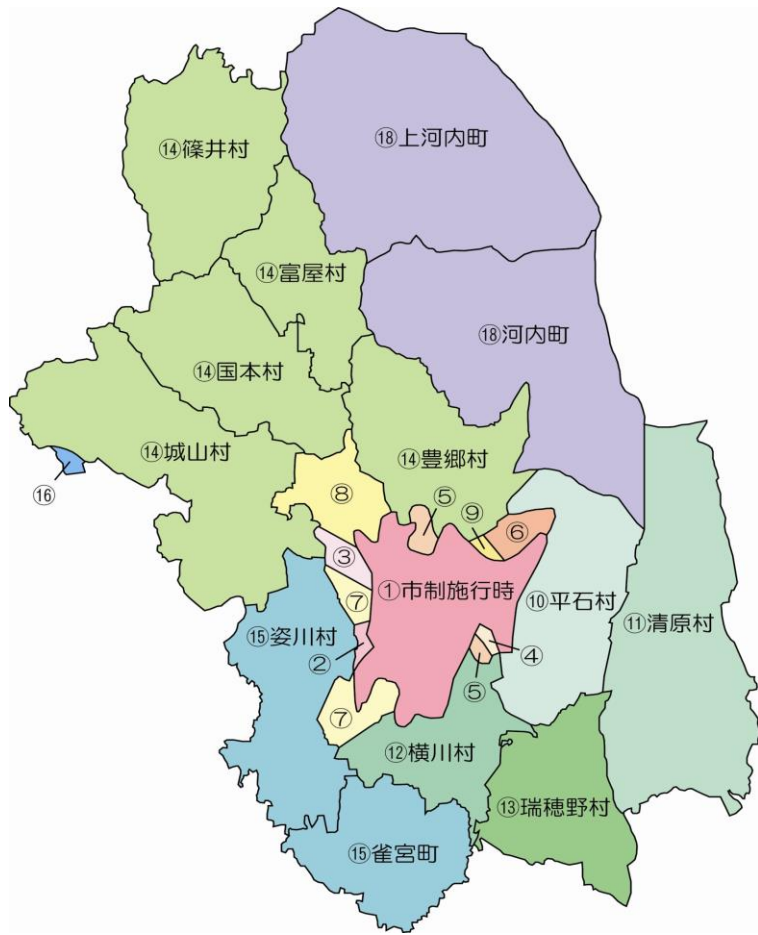 ⑭篠井村
⑱上河内町
⑭富屋村
⑱河内町
⑭国本村
⑭城山村
⑭豊郷村
⑯
⑧
⑤
⑨
⑥
③
①市制施行時
⑦
⑩平石村
⑪清原村
⑮姿川村
②
④
⑤
⑦
⑫横川村
⑬瑞穂野村
⑮雀宮町